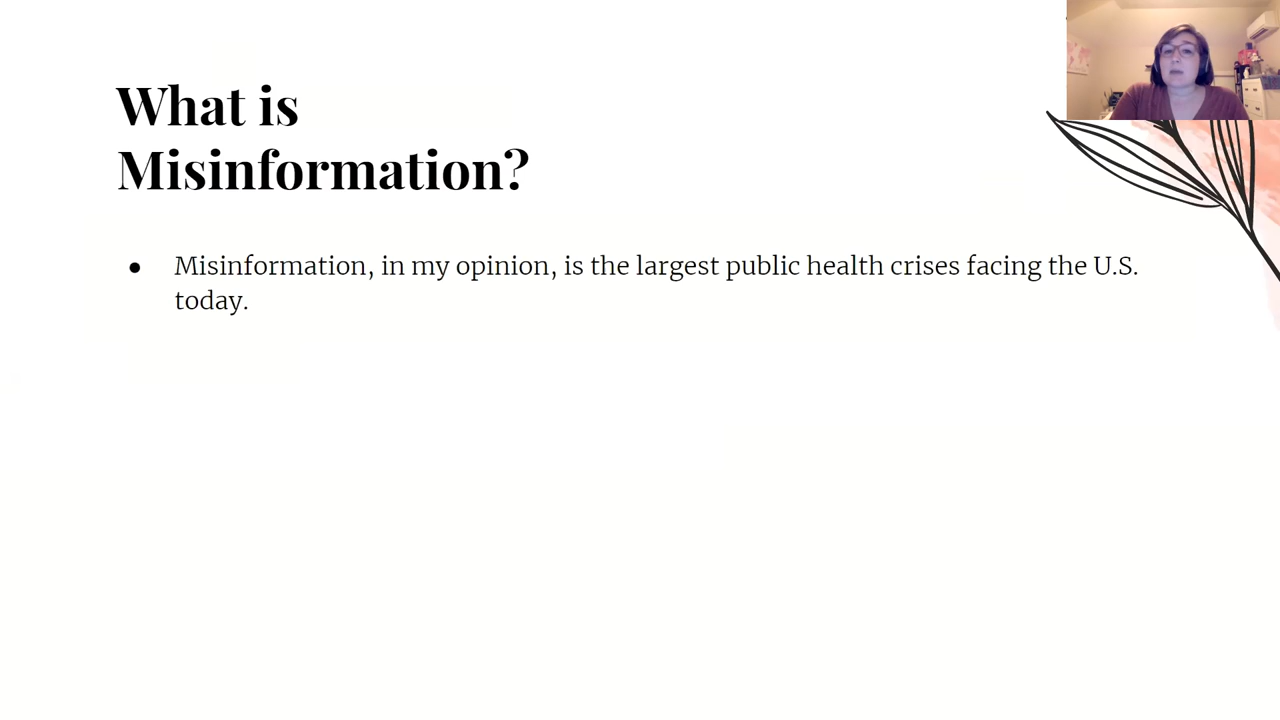 What is
Misinformation?
● Misinformation, in my opinion, is the largest public health crises facing the U.S.
today.